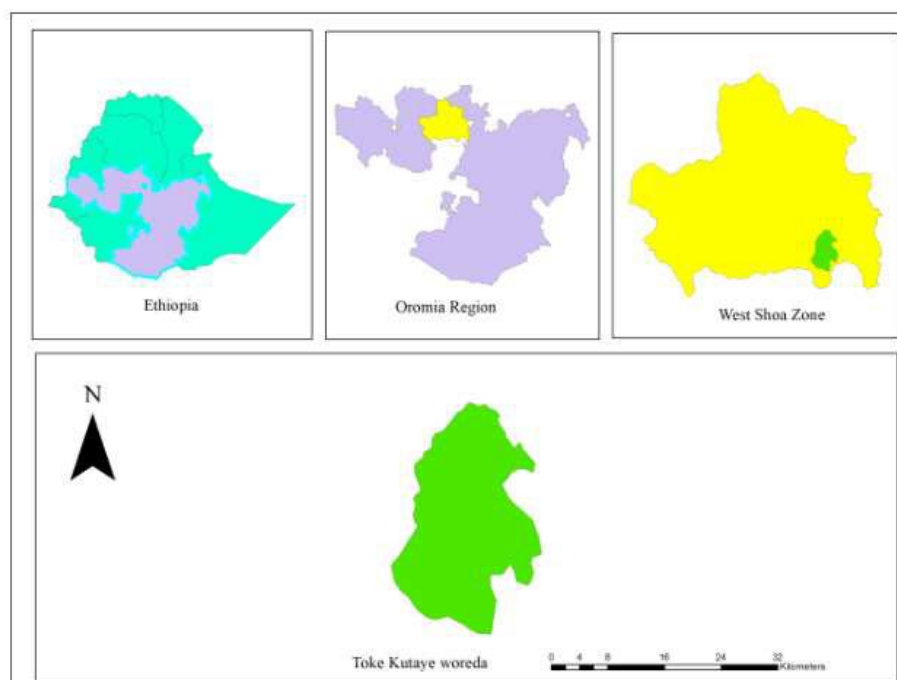 Ethiopia
Oromia Region
West Shoa Zone
N
Toke Kutaye woreda
0 4 8 16 24 32
Kilometers